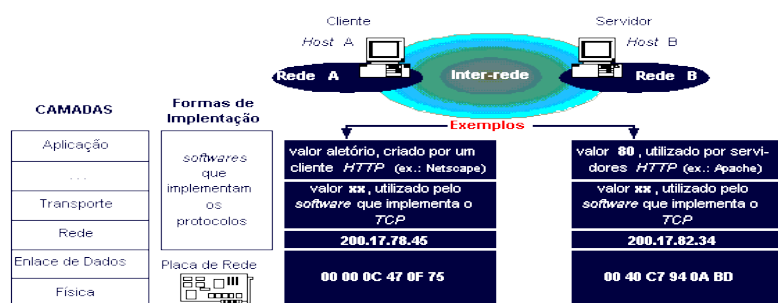 Cliente
Servidor
Host A
Host B
Rede A
Inter-rede
Rede B
CAMADAS
Formas de
Implentação
Exemplos
Aplicação
. . .
Transporte
Rede
Enlace de Dados
Física
softwares
que
implementam
os
protocolos
Placa de Rede
valor aletório, criado por um
cliente HTTP (ex.: Netscape)
valor xx, utilizado pelo
software que implementa o
TCP
200.17.78.45
00 00 0C 47 0F 75
valor 80, utilizado por servi-
dores HTTP (ex.: Apache)
valor xx, utilizado pelo
software que implementa o
TCP
200.17.82.34
00 40 C7 94 0A BD